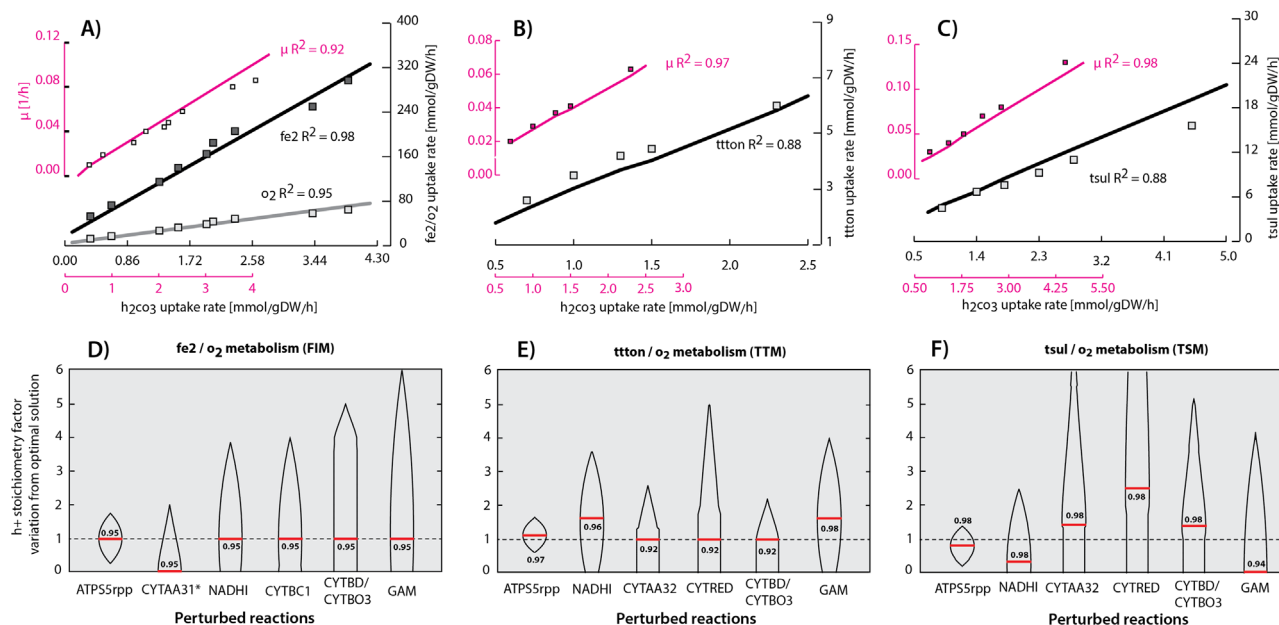 A)
0.12
0.08
0.04
0.00
μ [1/h]
μ R² = 0.92
fe2 R² = 0.98
o₂ R² = 0.95
400
320
240
160
80
0
fe2/o₂ uptake rate [mmol/gDW/h]
0.00 0.86 1.72 2.58 3.44 4.30
0 1 2 3 4
h₂co₃ uptake rate [mmol/gDW/h]
B)
0.08
0.06
0.04
0.02
0.00
μ R² = 0.97
ttton R² = 0.88
9
7
5
3
1
ttton uptake rate [mmol/gDW/h]
0.5 1.0 1.5 2.0 2.5
0.5 1.0 1.5 2.0 2.5 3.0
h₂co₃ uptake rate [mmol/gDW/h]
C)
0.15
0.10
0.05
0.00
μ R² = 0.98
tsul R² = 0.88
30
24
18
12
6
0
tsul uptake rate [mmol/gDW/h]
0.5 1.4 2.3 3.2 4.1 5.0
0.50 1.75 3.00 4.25 5.50
h₂co₃ uptake rate [mmol/gDW/h]
D)
fe2 / o₂ metabolism (FIM)
h+ stoichiometry factor
variation from optimal solution
6
5
4
3
2
1
0
0.95 0.95 0.95 0.95 0.95 0.95
ATPS5rpp CYTAA31* NADHI CYTBC1 CYTBD/ GAM
CYTBO3
Perturbed reactions
E)
ttton / o₂ metabolism (TTM)
6
5
4
3
2
1
0
0.97 0.96 0.92 0.92 0.92 0.98
ATPS5rpp NADHI CYTAA32 CYTRED CYTBD/ GAM
CYTBO3
Perturbed reactions
F)
tsul / o₂ metabolism (TSM)
6
5
4
3
2
1
0
0.98 0.98 0.98 0.98 0.98 0.94
ATPS5rpp NADHI CYTAA32 CYTRED CYTBD/ GAM
CYTBO3
Perturbed reactions